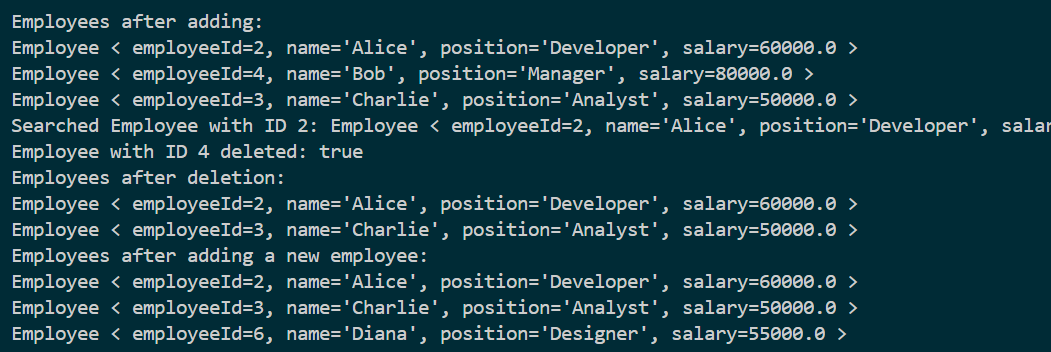 Employees after adding:
Employee < employeeId=2, name='Alice', position='Developer', salary=60000.0 >
Employee < employeeId=4, name='Bob', position='Manager', salary=80000.0 >
Employee < employeeId=3, name='Charlie', position='Analyst', salary=50000.0 >
Searched Employee with ID 2: Employee < employeeId=2, name='Alice', position='Developer', salar
Employee with ID 4 deleted: true
Employees after deletion:
Employee < employeeId=2, name='Alice', position='Developer', salary=60000.0 >
Employee < employeeId=3, name='Charlie', position='Analyst', salary=50000.0 >
Employees after adding a new employee:
Employee < employeeId=2, name='Alice', position='Developer', salary=60000.0 >
Employee < employeeId=3, name='Charlie', position='Analyst', salary=50000.0 >
Employee < employeeId=6, name='Diana', position='Designer', salary=55000.0 >